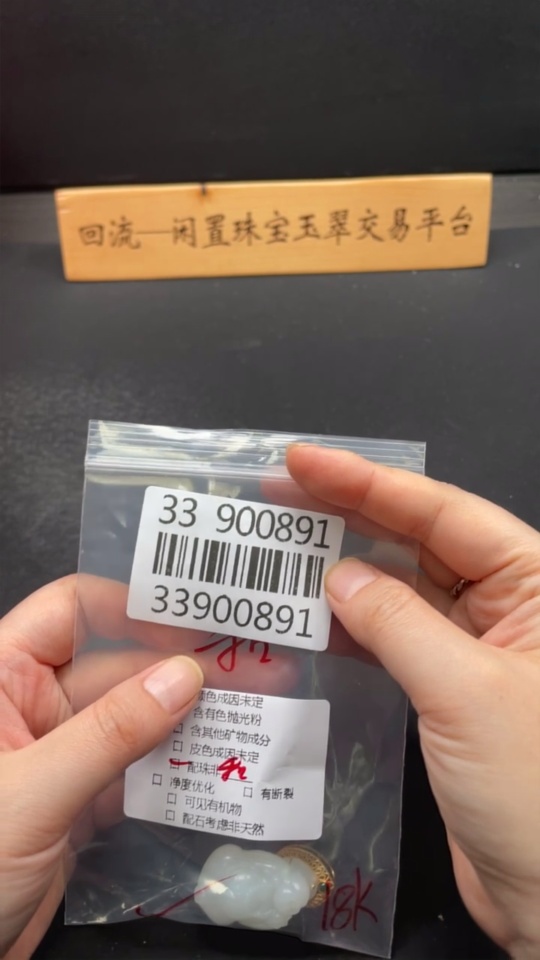 回流—闲置珠宝玉翠交易平台
33 900891
33900891
颜色成因未定
含有色抛光粉
□ 含其他矿物成分
□ 皮色成因未定
□ 配珠非
□ 净度优化 □ 有断裂
□ 可见有机物
□ 配石考虑非天然
18K